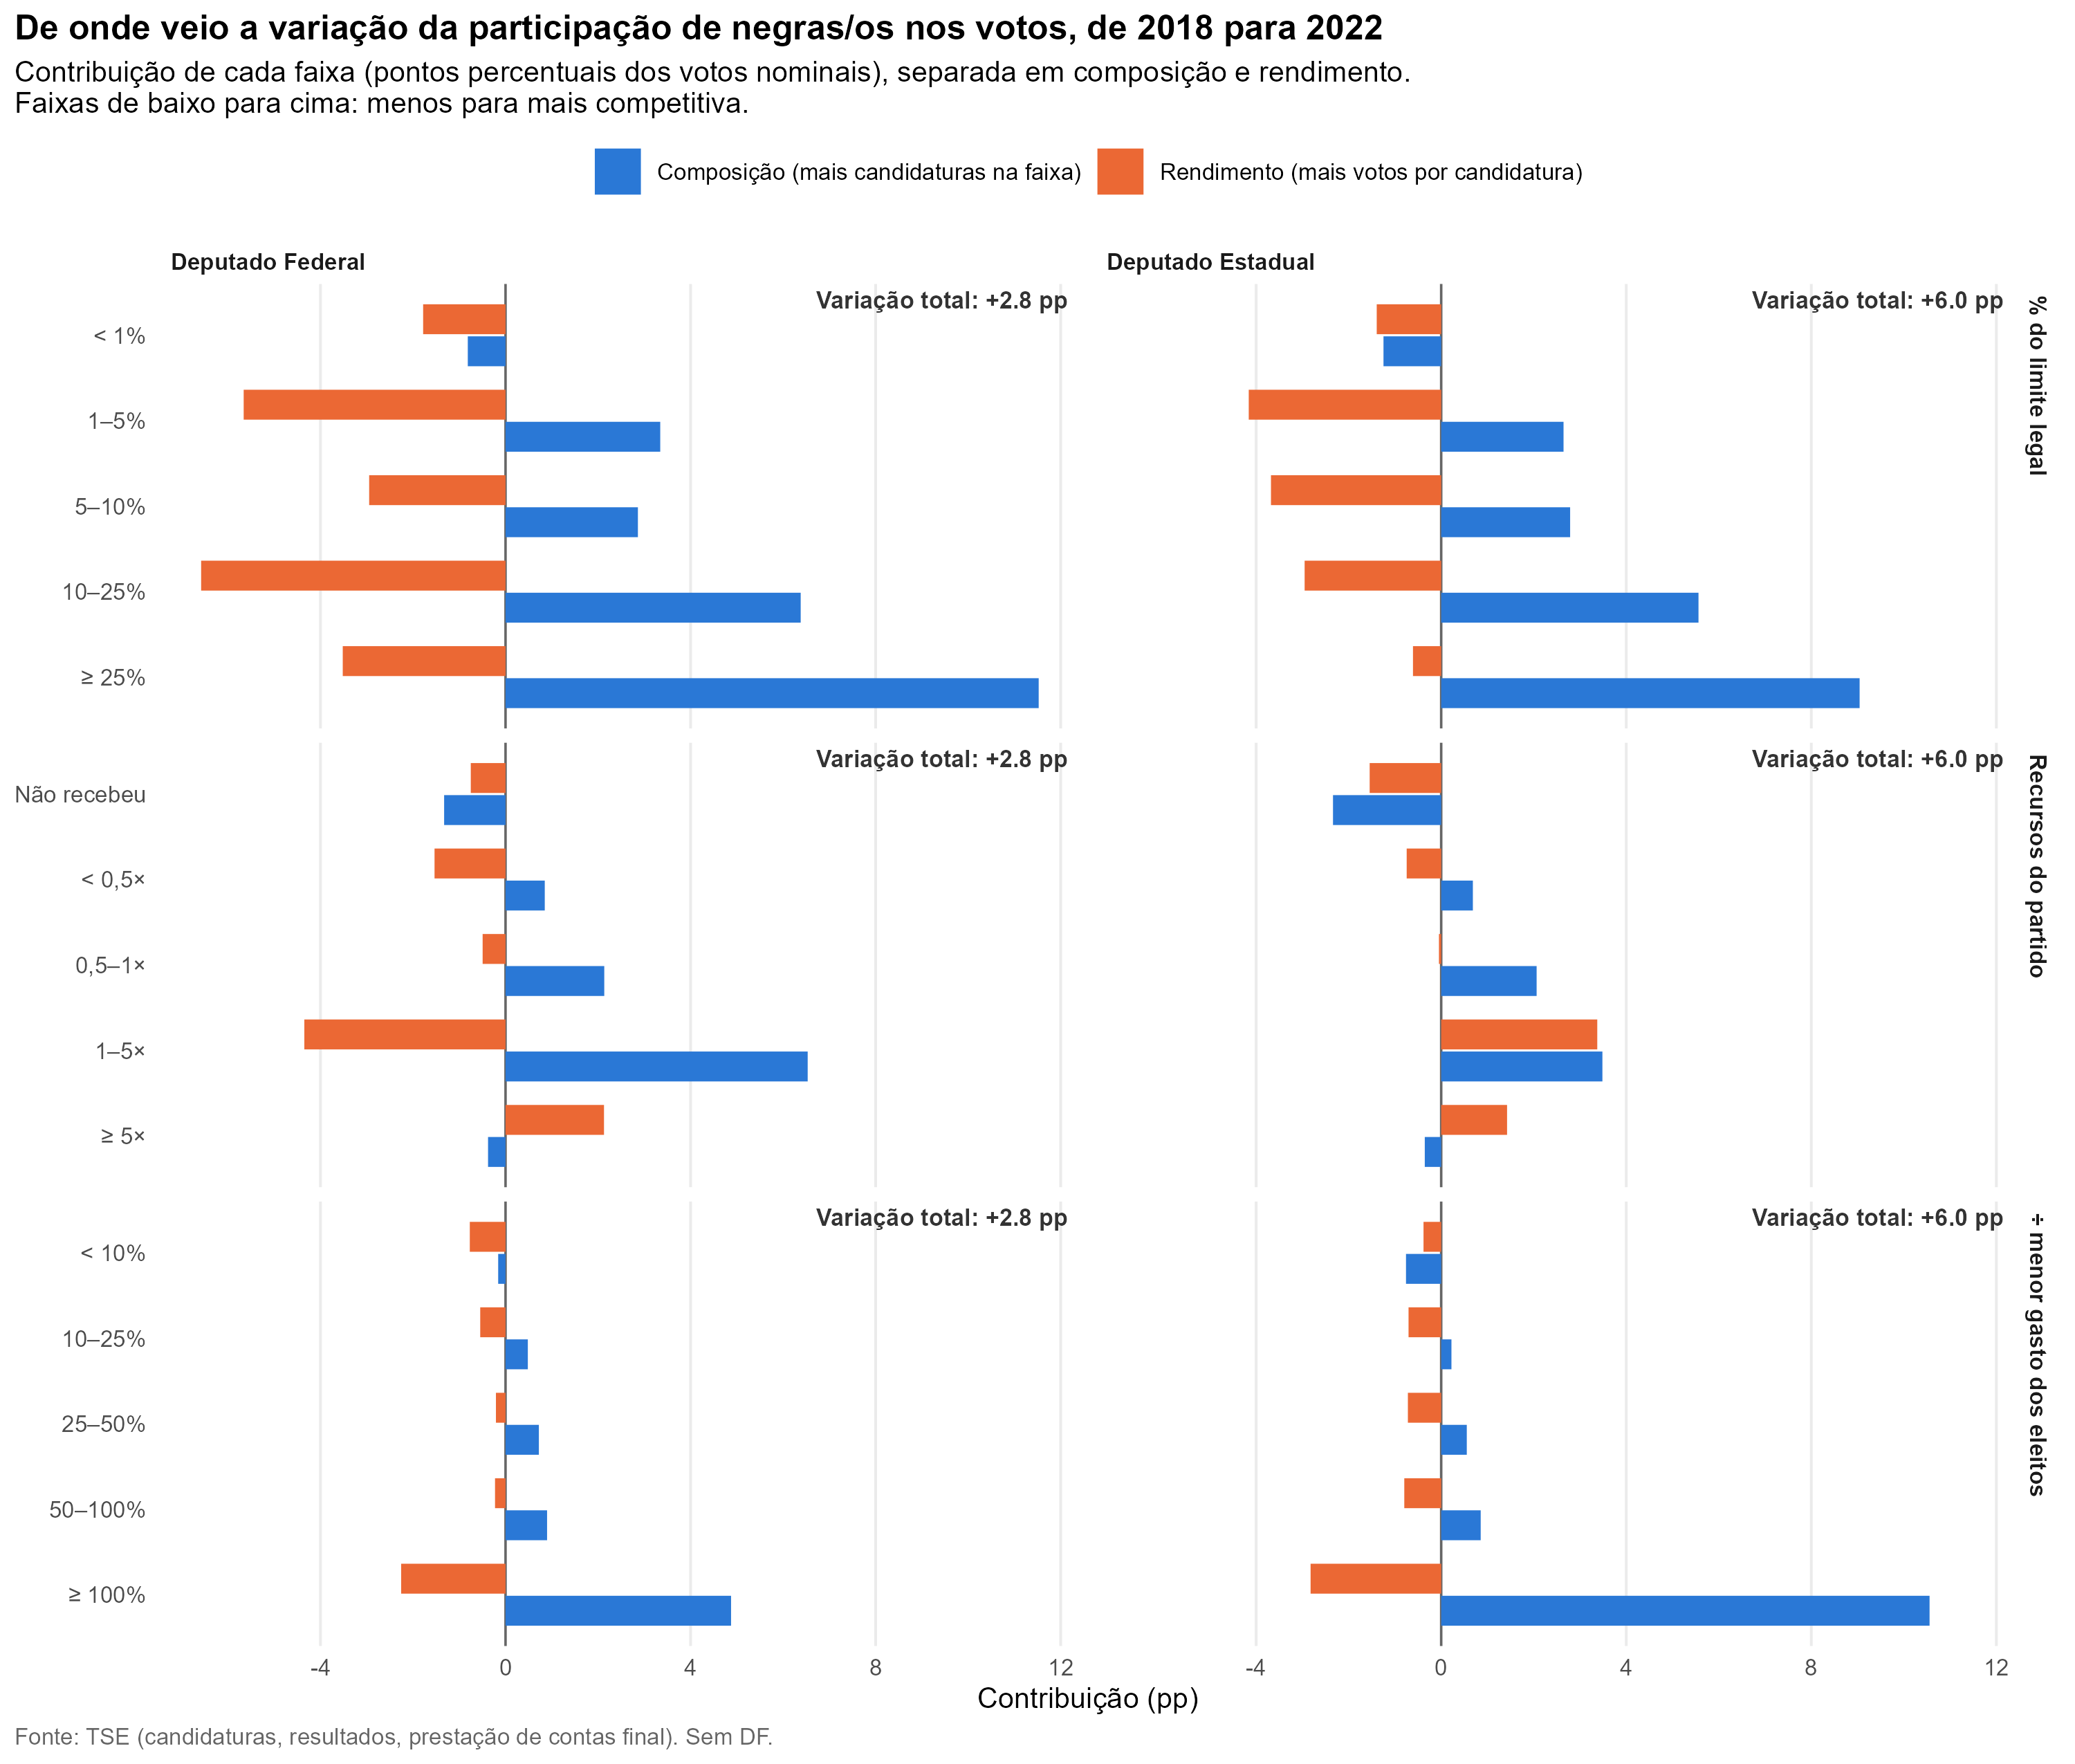 De onde veio a variação da participação de negras/os nos votos, de 2018 para 2022
Contribuição de cada faixa (pontos percentuais dos votos nominais), separada em composição e rendimento.
Faixas de baixo para cima: menos para mais competitiva.
Composição (mais candidaturas na faixa)
Rendimento (mais votos por candidatura)
Deputado Federal
Deputado Estadual
Variação total: +2.8 pp
Variação total: +6.0 pp
% do limite legal
< 1%
1–5%
5–10%
10–25%
≥ 25%
Variação total: +2.8 pp
Variação total: +6.0 pp
Recursos do partido
Não recebeu
< 0,5×
0,5–1×
1–5×
≥ 5×
Variação total: +2.8 pp
Variação total: +6.0 pp
÷ menor gasto dos eleitos
< 10%
10–25%
25–50%
50–100%
≥ 100%
-4 0 4 8 12
-4 0 4 8 12
Contribuição (pp)
Fonte: TSE (candidaturas, resultados, prestação de contas final). Sem DF.